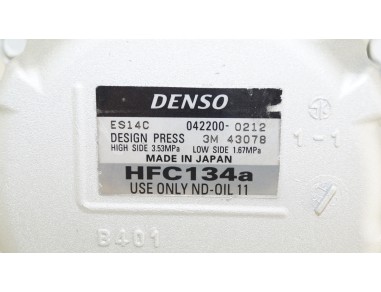 DENSO
ES14C 042200-0212
DESIGN PRESS 3M 43078
HIGH SIDE 3.53MPa LOW SIDE 1.67MPa
MADE IN JAPAN
HFC134a
USE ONLY ND-OIL 11
1-1
B401